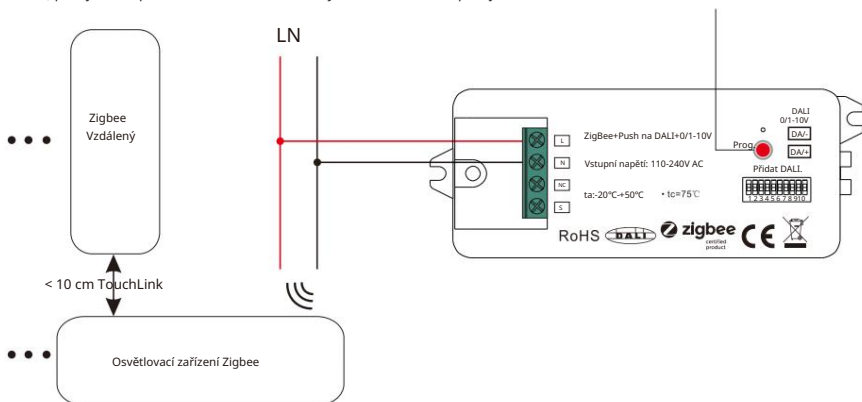 LN
Zigbee
Vzdálený
< 10 cm TouchLink
Osvětlovací zařízení Zigbee
L
N
NC
S
ZigBee+Push na DALI+0/1-10V
Vstupní napětí: 110-240V AC
ta:-20℃-+50℃ • tc=75℃
RoHS DALI zigbee CE
certified
product
DALI
0/1-10V
Prog.
DA/-
DA/+
Přidat DALI.
1 2 3 4 5 6 7 8 9 10